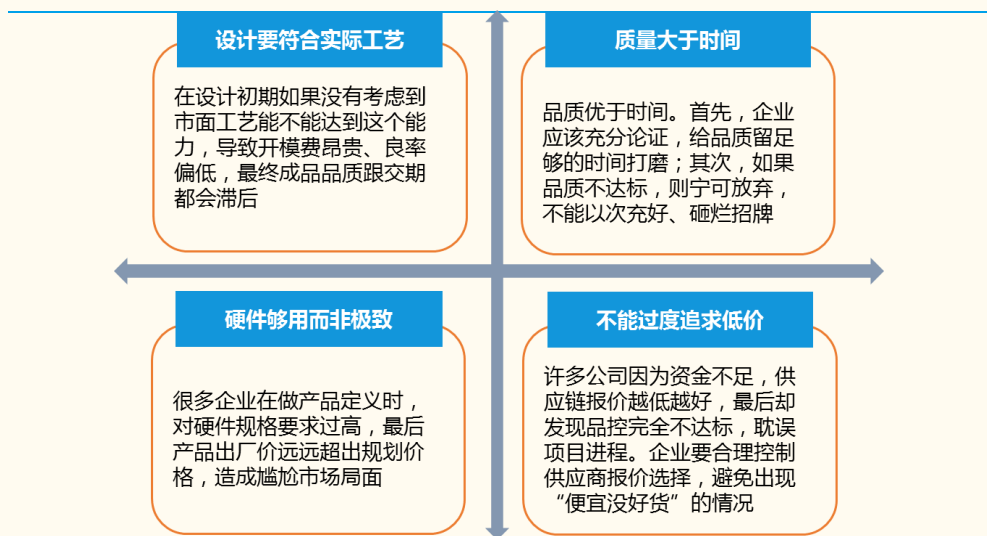 设计要符合实际工艺
在设计初期如果没有考虑到
市面工艺能不能达到这个能
力，导致开模费昂贵、良率
偏低，最终成品品质跟交期
都会滞后
质量大于时间
品质优于时间。首先，企业
应该充分论证，给品质留足
够的时间打磨；其次，如果
品质不达标，则宁可放弃，
不能以次充好、砸烂招牌
硬件够用而非极致
很多企业在做产品定义时，
对硬件规格要求过高，最后
产品出厂价远远超出规划价
格，造成尴尬市场局面
不能过度追求低价
许多公司因为资金不足，供
应链报价越低越好，最后却
发现品控完全不达标，耽误
项目进程。企业要合理控制
供应商报价选择，避免出现
“便宜没好货”的情况